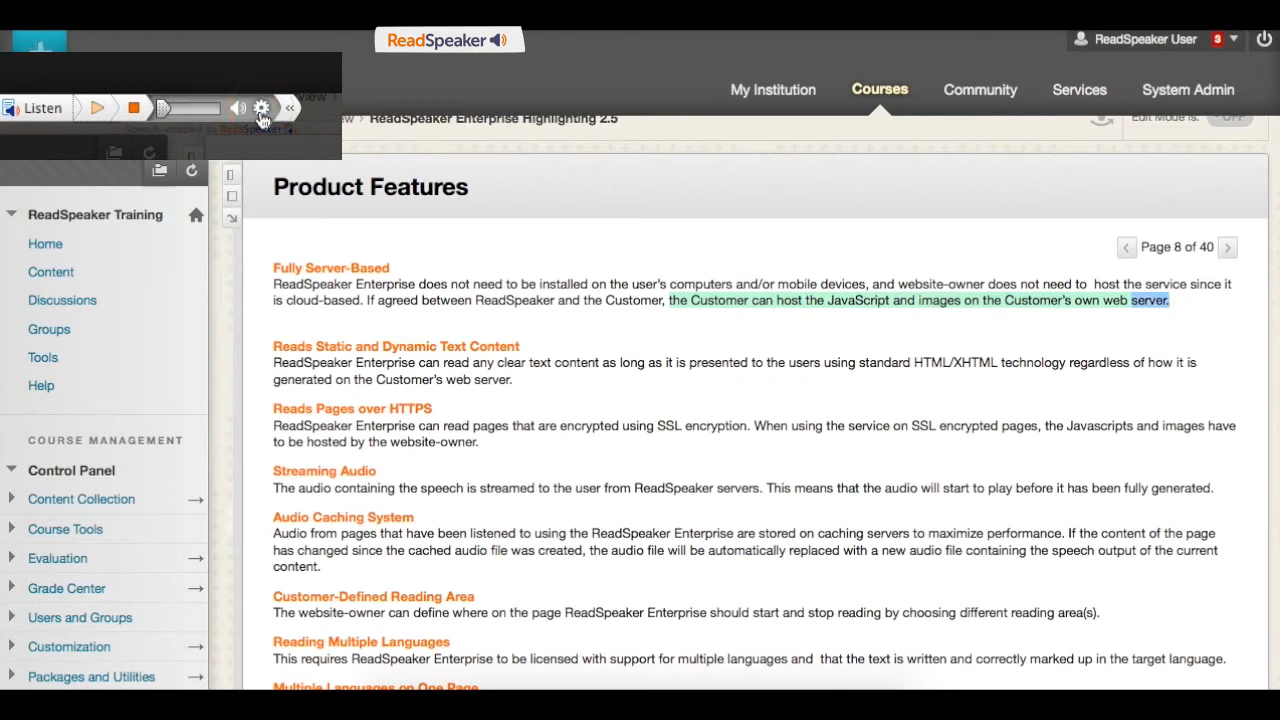 ReadSpeaker
ReadSpeaker User 3
My Institution Courses Community Services System Admin
Listen
ReadSpeaker Enterprise Highlighting 2.5
Edit Mode is: OFF
Speech-enabled by ReadSpeaker
Product Features
Page 8 of 40
ReadSpeaker Training
Home
Content
Discussions
Groups
Tools
Help
COURSE MANAGEMENT
Control Panel
Content Collection
Course Tools
Evaluation
Grade Center
Users and Groups
Customization
Packages and Utilities
Fully Server-Based
ReadSpeaker Enterprise does not need to be installed on the user's computers and/or mobile devices, and website-owner does not need to  host the service since it
is cloud-based. If agreed between ReadSpeaker and the Customer, the Customer can host the JavaScript and images on the Customer's own web server.
Reads Static and Dynamic Text Content
ReadSpeaker Enterprise can read any clear text content as long as it is presented to the users using standard HTML/XHTML technology regardless of how it is
generated on the Customer's web server.
Reads Pages over HTTPS
ReadSpeaker Enterprise can read pages that are encrypted using SSL encryption. When using the service on SSL encrypted pages, the Javascripts and images have
to be hosted by the website-owner.
Streaming Audio
The audio containing the speech is streamed to the user from ReadSpeaker servers. This means that the audio will start to play before it has been fully generated.
Audio Caching System
Audio from pages that have been listened to using the ReadSpeaker Enterprise are stored on caching servers to maximize performance. If the content of the page
has changed since the cached audio file was created, the audio file will be automatically replaced with a new audio file containing the speech output of the current
content.
Customer-Defined Reading Area
The website-owner can define where on the page ReadSpeaker Enterprise should start and stop reading by choosing different reading area(s).
Reading Multiple Languages
This requires ReadSpeaker Enterprise to be licensed with support for multiple languages and  that the text is written and correctly marked up in the target language.
Multiple Languages on One Page